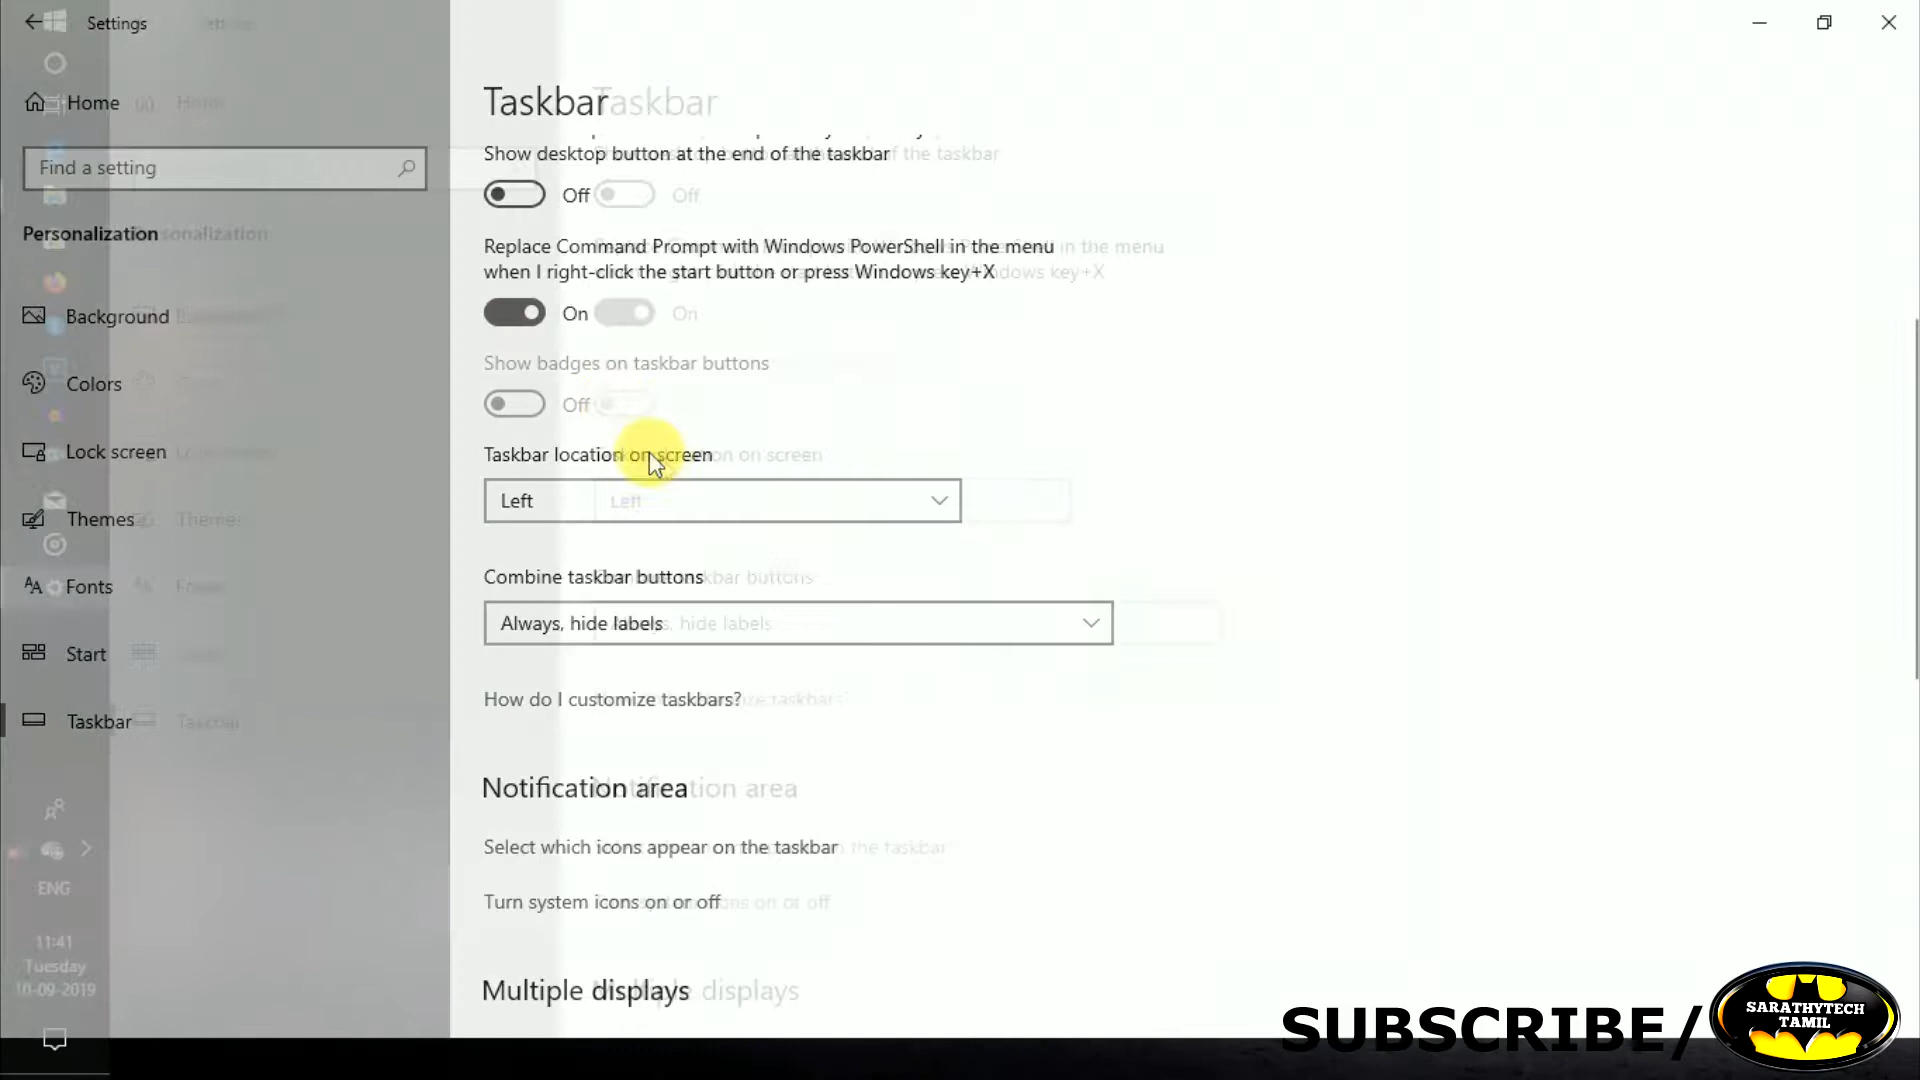 Settings
Home
Find a setting
Personalization
Background
Colors
Lock screen
Themes
Fonts
Start
Taskbar
ENG
11:41
Tuesday
10-09-2019
Taskbar
Show desktop button at the end of the taskbar
Off
Replace Command Prompt with Windows PowerShell in the menu
when I right-click the start button or press Windows key+X
On
Show badges on taskbar buttons
Off
Taskbar location on screen
Left
Combine taskbar buttons
Always, hide labels
How do I customize taskbars?
Notification area
Select which icons appear on the taskbar
Turn system icons on or off
Multiple displays
SUBSCRIBE/
SARATHYTECH
TAMIL